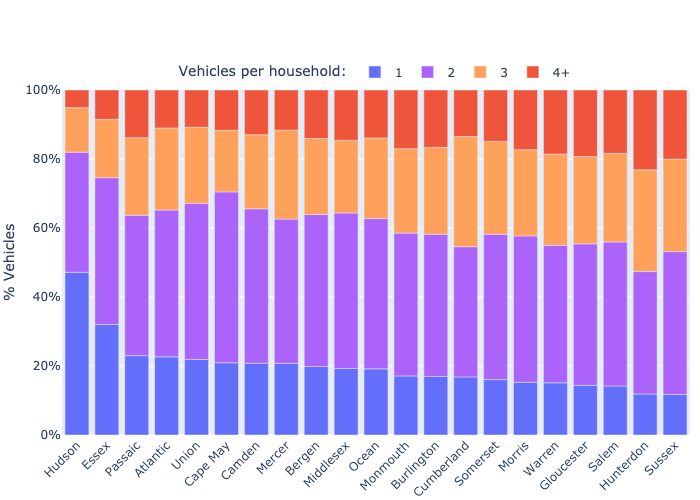 Vehicles per household: 1 2 3 4+
100%
80%
60%
40%
20%
0%
% Vehicles
Hudson
Essex
Passaic
Atlantic
Union
Cape May
Camden
Mercer
Bergen
Middlesex
Ocean
Monmouth
Burlington
Cumberland
Somerset
Morris
Warren
Gloucester
Salem
Hunterdon
Sussex